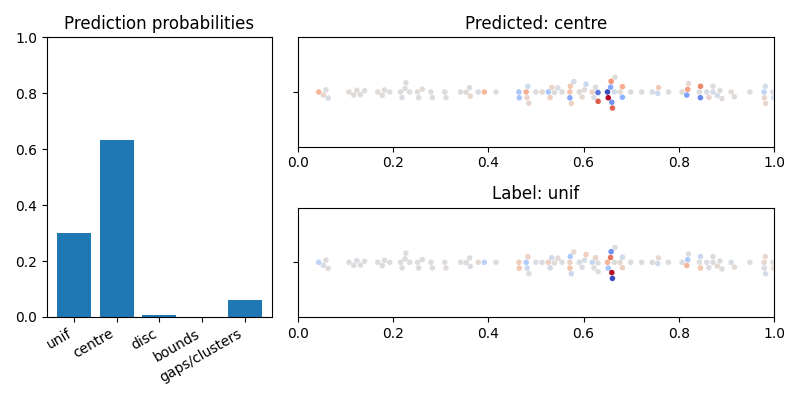 Prediction probabilities
1.0
0.8
0.6
0.4
0.2
0.0
unif
centre
disc
bounds
gaps/clusters
Predicted: centre
0.0 0.2 0.4 0.6 0.8 1.0
Label: unif
0.0 0.2 0.4 0.6 0.8 1.0